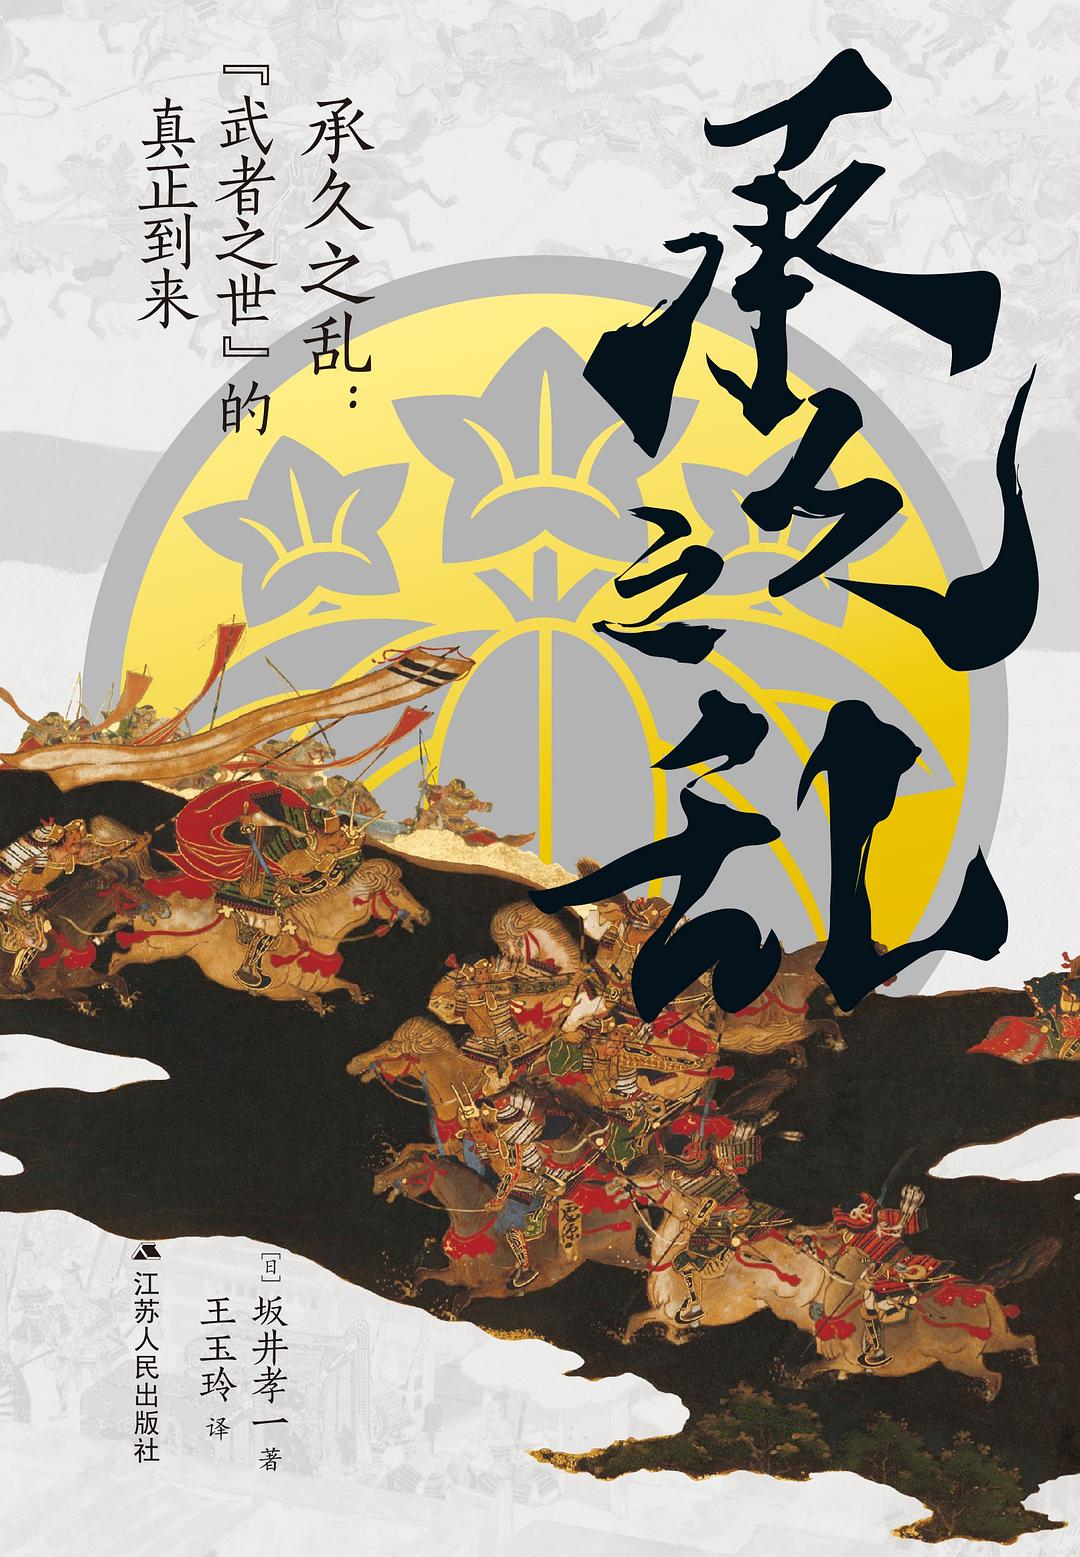 承久之乱
承久之乱：
『武者之世』的
真正到来
[日]坂井孝一 著
王玉玲 译
江苏人民出版社